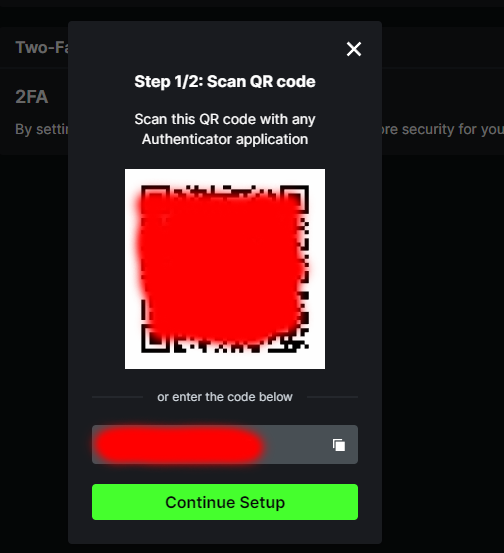 Two-Fa
Step 1/2: Scan QR code
2FA
Scan this QR code with any
Authenticator application
By settin
ore security for you
or enter the code below
Continue Setup